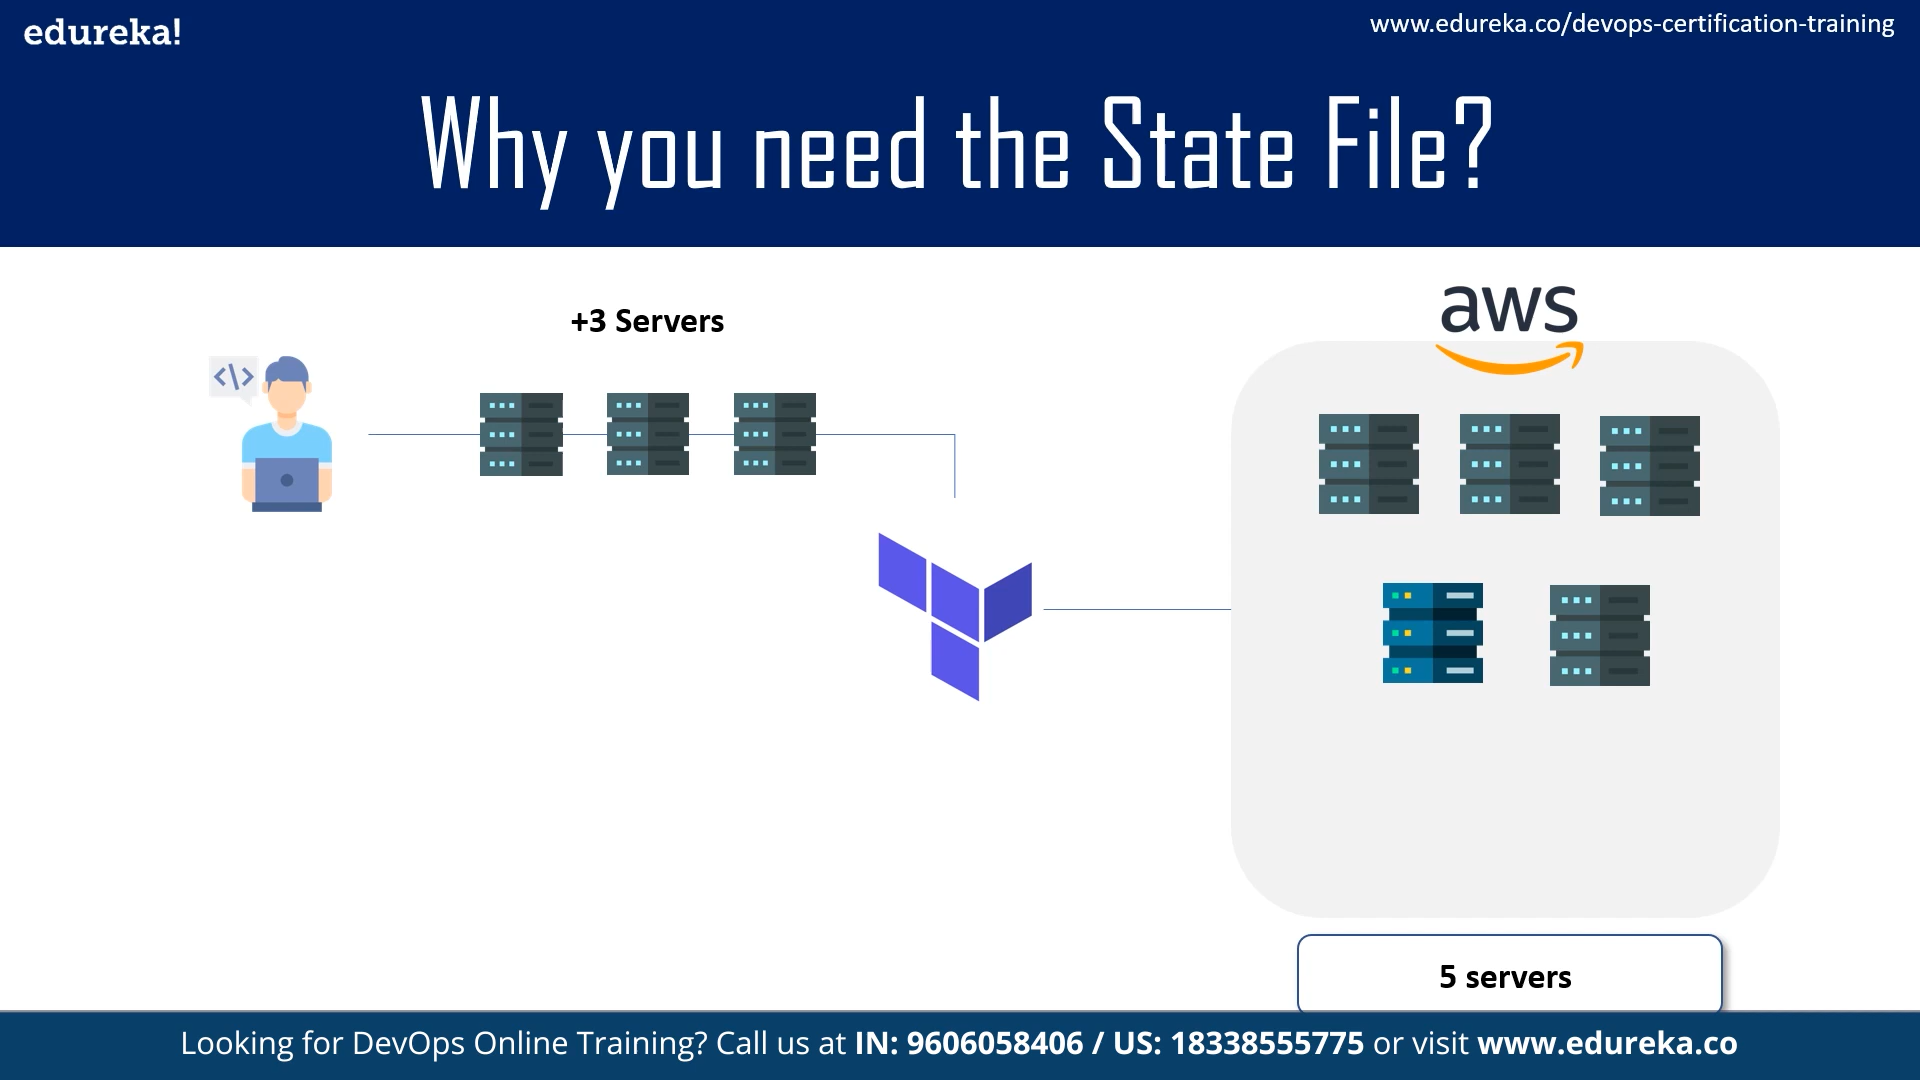 edureka!
www.edureka.co/devops-certification-training
Why you need the State File?
+3 Servers
aws
</>
5 servers
Looking for DevOps Online Training? Call us at IN: 9606058406 / US: 18338555775 or visit www.edureka.co